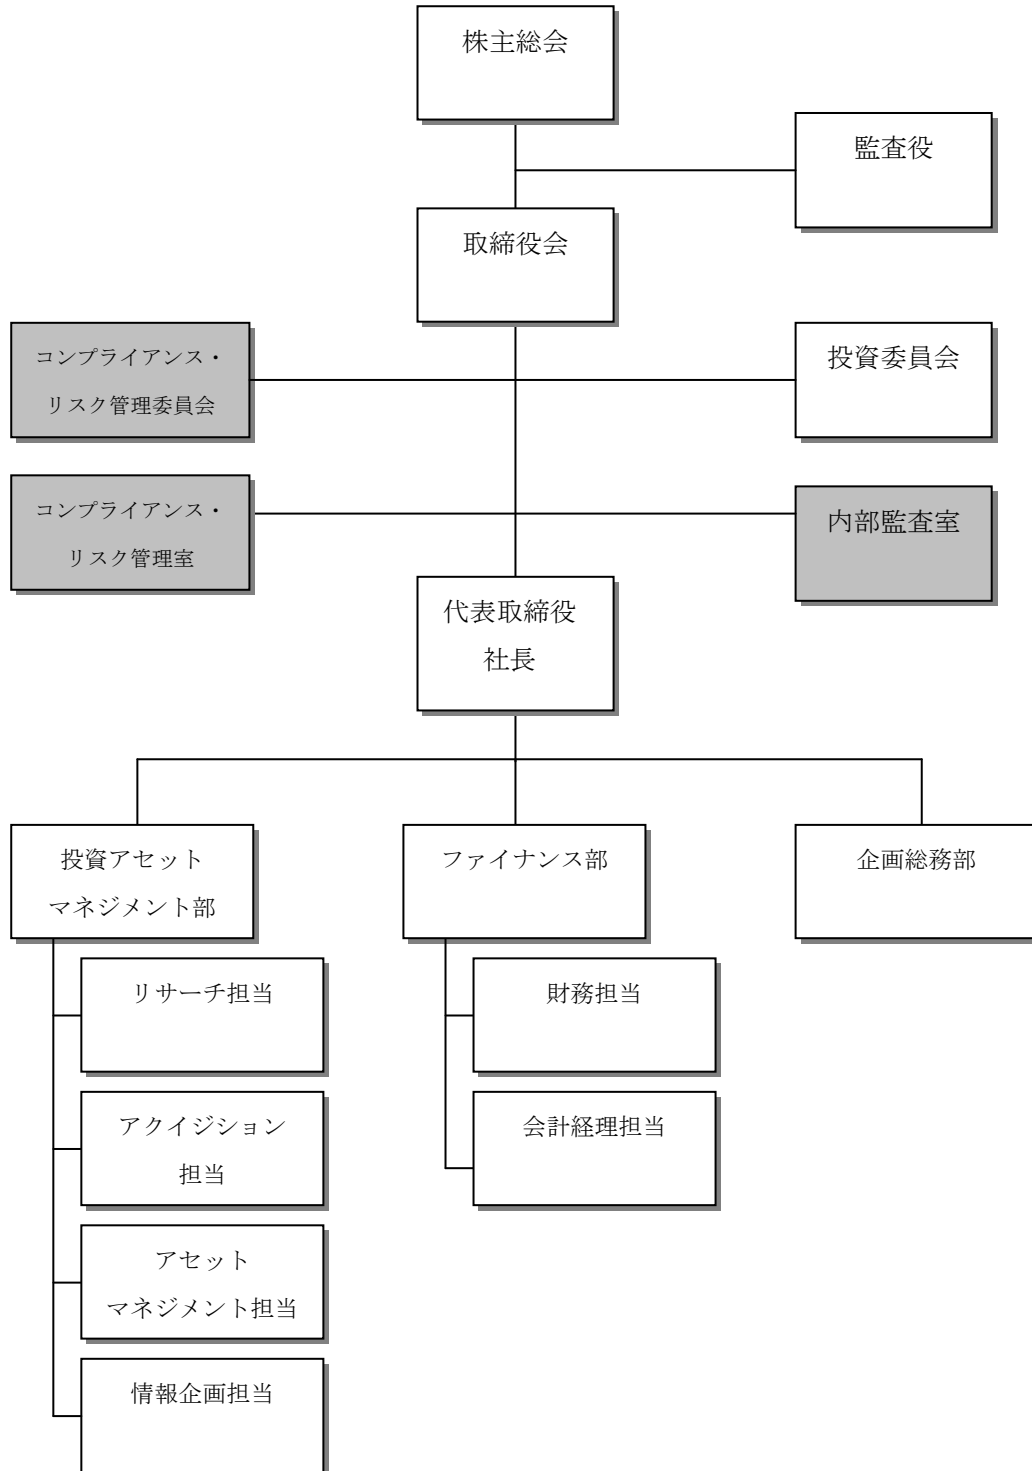 株主総会
監査役
取締役会
コンプライアンス・
リスク管理委員会
投資委員会
コンプライアンス・
リスク管理室
内部監査室
代表取締役
社長
投資アセット
マネジメント部
ファイナンス部
企画総務部
リサーチ担当
財務担当
アクイジション
担当
会計経理担当
アセット
マネジメント担当
情報企画担当